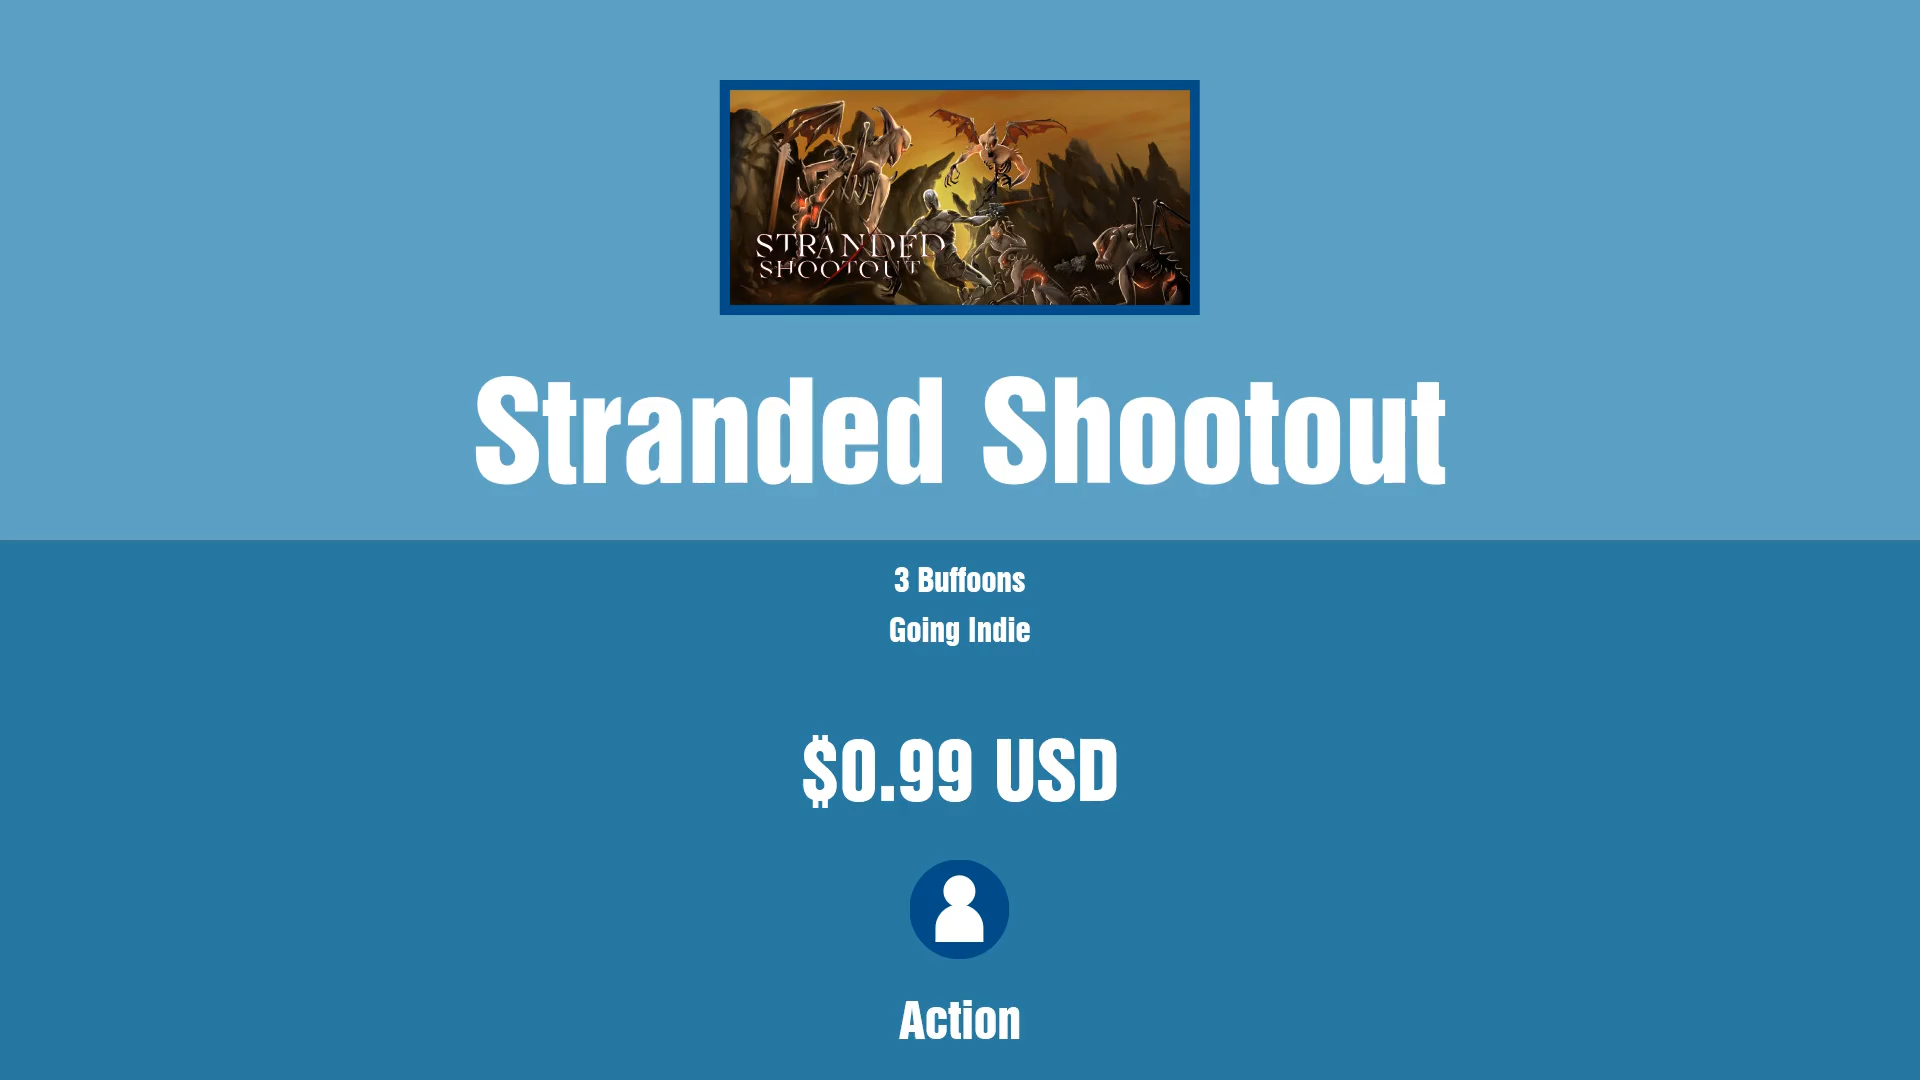 STRANDED
SHOOTOUT
Stranded Shootout
3 Buffoons
Going Indie
$0.99 USD
Action